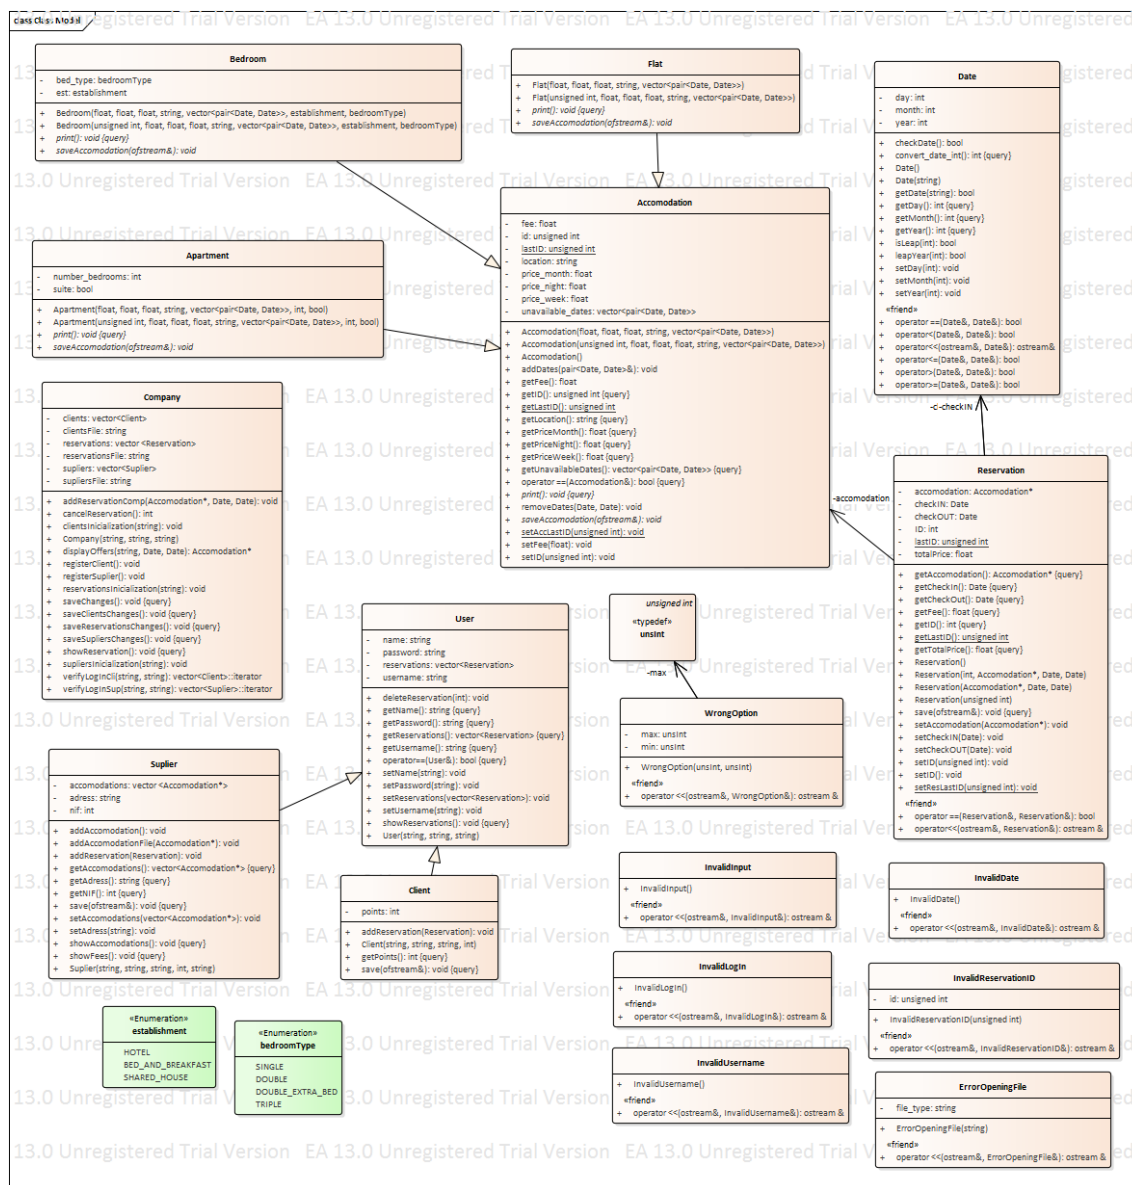 class Class Model
EA 13.0 Unregistered Trial Version
Bedroom
- bed_type: bedroomType
- est: establishment
+ Bedroom(float, float, float, string, vector<pair<Date, Date>>, establishment, bedroomType)
+ Bedroom(unsigned int, float, float, float, string, vector<pair<Date, Date>>, establishment, bedroomType)
+ print(): void {query}
+ saveAccomodation(ofstream&): void
Flat
+ Flat(float, float, float, string, vector<pair<Date, Date>>)
+ Flat(unsigned int, float, float, float, string, vector<pair<Date, Date>>)
+ print(): void {query}
+ saveAccomodation(ofstream&): void
Date
- day: int
- month: int
- year: int
+ checkDate(): bool
+ convert_date_int(): int {query}
+ Date()
+ Date(string)
+ getDate(string): bool
+ getDay(): int {query}
+ getMonth(): int {query}
+ getYear(): int {query}
+ isLeap(int): bool
+ leapYear(int): bool
+ setDay(int): void
+ setMonth(int): void
+ setYear(int): void
«friend»
+ operator ==(Date&, Date&): bool
+ operator<(Date&, Date&): bool
+ operator<<(ostream&, Date&): ostream&
+ operator<=(Date&, Date&): bool
+ operator>(Date&, Date&): bool
+ operator>=(Date&, Date&): bool
Accomodation
- fee: float
- id: unsigned int
- lastID: unsigned int
- location: string
- price_month: float
- price_night: float
- price_week: float
- unavailable_dates: vector<pair<Date, Date>>
+ Accomodation(float, float, float, string, vector<pair<Date, Date>>)
+ Accomodation(unsigned int, float, float, float, string, vector<pair<Date, Date>>)
+ Accomodation()
+ addDates(pair<Date, Date>&): void
+ getFee(): float
+ getID(): unsigned int {query}
+ getLastID(): unsigned int
+ getLocation(): string {query}
+ getPriceMonth(): float {query}
+ getPriceNight(): float {query}
+ getPriceWeek(): float {query}
+ getUnavailableDates(): vector<pair<Date, Date>> {query}
+ operator ==(Accomodation&): bool {query}
+ print(): void {query}
+ removeDates(Date, Date): void
+ saveAccomodation(ofstream&): void
+ setAccLastID(unsigned int): void
+ setFee(float): void
+ setID(unsigned int): void
Apartment
- number_bedrooms: int
- suite: bool
+ Apartment(float, float, float, string, vector<pair<Date, Date>>, int, bool)
+ Apartment(unsigned int, float, float, float, string, vector<pair<Date, Date>>, int, bool)
+ print(): void {query}
+ saveAccomodation(ofstream&): void
Company
- clients: vector<Client>
- clientsFile: string
- reservations: vector <Reservation>
- reservationsFile: string
- supliers: vector<Suplier>
- supliersFile: string
+ addReservationComp(Accomodation*, Date, Date): void
+ cancelReservation(): int
+ clientsInicialization(string): void
+ Company(string, string, string)
+ displayOffers(string, Date, Date): Accomodation*
+ registerClient(): void
+ registerSuplier(): void
+ reservationsInicialization(string): void
+ saveChanges(): void {query}
+ saveClientsChanges(): void {query}
+ saveReservationsChanges(): void {query}
+ saveSupliersChanges(): void {query}
+ showReservation(): void {query}
+ supliersInicialization(string): void
+ verifyLogInCli(string, string): vector<Client>::iterator
+ verifyLogInSup(string, string): vector<Suplier>::iterator
-checkIN
-accomodation
Reservation
- accomodation: Accomodation*
- checkIN: Date
- checkOUT: Date
- ID: int
- lastID: unsigned int
- totalPrice: float
+ getAccomodation(): Accomodation* {query}
+ getCheckIn(): Date {query}
+ getCheckOut(): Date {query}
+ getFee(): float {query}
+ getID(): int {query}
+ getLastID(): unsigned int
+ getTotalPrice(): float {query}
+ Reservation()
+ Reservation(int, Accomodation*, Date, Date)
+ Reservation(Accomodation*, Date, Date)
+ Reservation(unsigned int)
+ save(ofstream&): void {query}
+ setAccomodation(Accomodation*): void
+ setCheckIN(Date): void
+ setCheckOUT(Date): void
+ setID(unsigned int): void
+ setID(): void
+ setResLastID(unsigned int): void
«friend»
+ operator ==(Reservation&, Reservation&): bool
+ operator<<(ostream&, Reservation&): ostream &
User
- name: string
- password: string
- reservations: vector<Reservation>
- username: string
+ deleteReservation(int): void
+ getName(): string {query}
+ getPassword(): string {query}
+ getReservations(): vector<Reservation> {query}
+ getUsername(): string {query}
+ operator==(User&): bool {query}
+ setName(string): void
+ setPassword(string): void
+ setReservations(vector<Reservation>): void
+ setUsername(string): void
+ showReservations(): void {query}
+ User(string, string, string)
unsigned int
«typedef»
unsInt
-max
WrongOption
- max: unsInt
- min: unsInt
+ WrongOption(unsInt, unsInt)
«friend»
+ operator <<(ostream&, WrongOption&): ostream &
Suplier
- accomodations: vector <Accomodation*>
- adress: string
- nif: int
+ addAccomodation(): void
+ addAccomodationFile(Accomodation*): void
+ addReservation(Reservation): void
+ getAccomodations(): vector<Accomodation*> {query}
+ getAdress(): string {query}
+ getNIF(): int {query}
+ save(ofstream&): void {query}
+ setAccomodations(vector<Accomodation*>): void
+ setAdress(string): void
+ showAccomodations(): void {query}
+ showFees(): void {query}
+ Suplier(string, string, string, int, string)
Client
- points: int
+ addReservation(Reservation): void
+ Client(string, string, string, int)
+ getPoints(): int {query}
+ save(ofstream&): void {query}
InvalidInput
+ InvalidInput()
«friend»
+ operator <<(ostream&, InvalidInput&): ostream &
InvalidDate
+ InvalidDate()
«friend»
+ operator <<(ostream&, InvalidDate&): ostream &
InvalidLogIn
+ InvalidLogIn()
«friend»
+ operator <<(ostream&, InvalidLogIn&): ostream &
InvalidReservationID
- id: unsigned int
+ InvalidReservationID(unsigned int)
«friend»
+ operator <<(ostream&, InvalidReservationID&): ostream &
«Enumeration»
establishment
HOTEL
BED_AND_BREAKFAST
SHARED_HOUSE
«Enumeration»
bedroomType
SINGLE
DOUBLE
DOUBLE_EXTRA_BED
TRIPLE
InvalidUsername
+ InvalidUsername()
«friend»
+ operator <<(ostream&, InvalidUsername&): ostream &
ErrorOpeningFile
- file_type: string
+ ErrorOpeningFile(string)
«friend»
+ operator <<(ostream&, ErrorOpeningFile&): ostream &